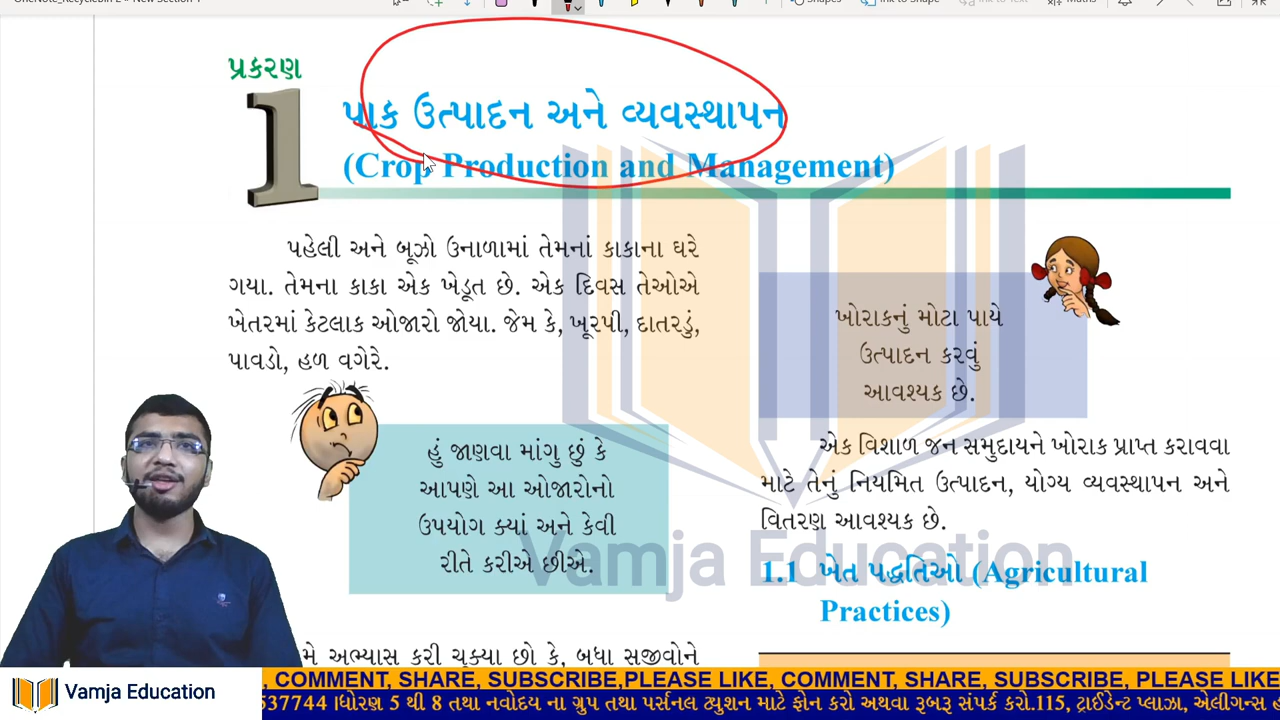 પ્રકરણ
1
પાક ઉત્પાદન અને વ્યવસ્થાપન
(Crop Production and Management)
પહેલી અને બૂઝો ઉનાળામાં તેમનાં કાકાના ઘરે
ગયા. તેમના કાકા એક ખેડૂત છે. એક દિવસ તેઓએ
ખેતરમાં કેટલાક ઓજારો જોયા. જેમ કે, ખૂરપી, દાતરડું,
પાવડો, હળ વગેરે.
હું જાણવા માંગુ છું કે
આપણે આ ઓજારોનો
ઉપયોગ ક્યાં અને કેવી
રીતે કરીએ છીએ.
મે અભ્યાસ કરી ચૂક્યા છો કે, બધા સજીવોને
ખોરાકનું મોટા પાયે
ઉત્પાદન કરવું
આવશ્યક છે.
એક વિશાળ જન સમુદાયને ખોરાક પ્રાપ્ત કરાવવા
માટે તેનું નિયમિત ઉત્પાદન, યોગ્ય વ્યવસ્થાપન અને
વિતરણ આવશ્યક છે.
Vamja Education
1.1 ખેત પદ્ધતિઓ (Agricultural
Practices)
Vamja Education
, COMMENT, SHARE, SUBSCRIBE,PLEASE LIKE, COMMENT, SHARE, SUBSCRIBE, PLEASE LIKE
537744 |ધોરણ 5 થી 8 તથા નવોદય ના ગ્રુપ તથા પર્સનલ ટ્યુશન માટે ફોન કરો અથવા રૂબરૂ સંપર્ક કરો.115, ટ્રાઈડેન્ટ પ્લાઝા, એલીગન્સ